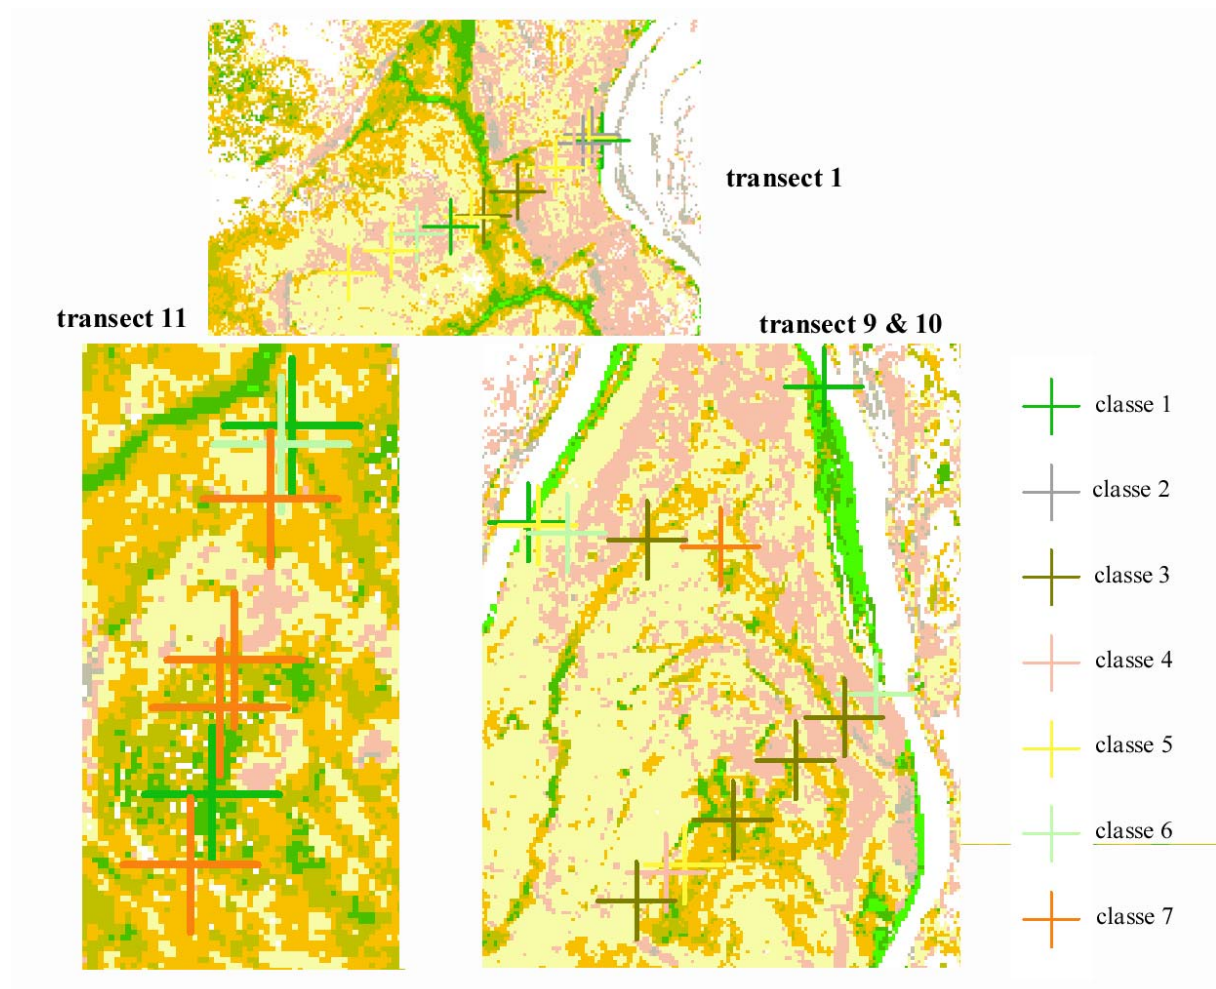 transect 1
transect 11
transect 9 & 10
classe 1
classe 2
classe 3
classe 4
classe 5
classe 6
classe 7